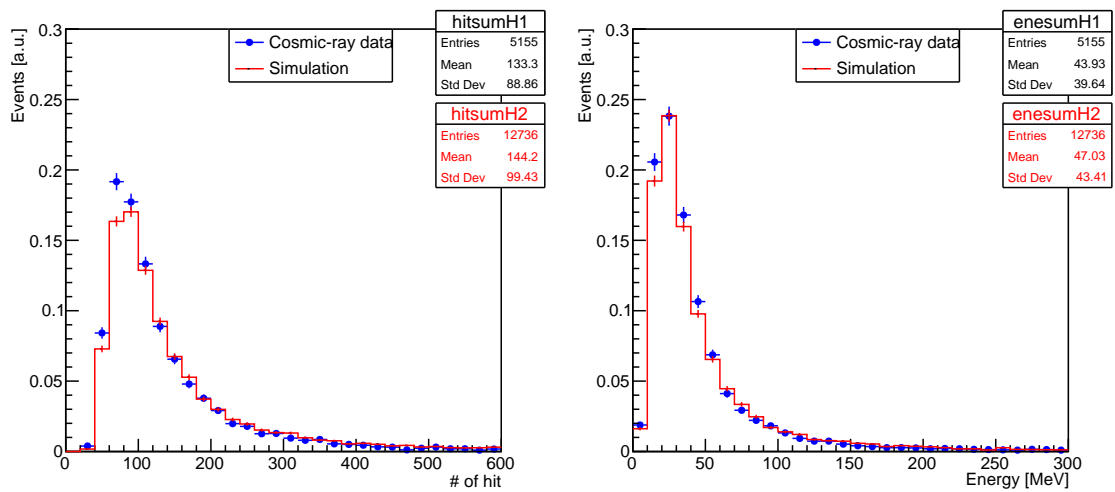 Events [a.u.]
0.3
0.25
0.2
0.15
0.1
0.05
0
0 100 200 300 400 500 600
# of hit
Cosmic-ray data
Simulation
hitsumH1
Entries 5155
Mean 133.3
Std Dev 88.86
hitsumH2
Entries 12736
Mean 144.2
Std Dev 99.43
Events [a.u.]
0.3
0.25
0.2
0.15
0.1
0.05
0
0 50 100 150 200 250 300
Energy [MeV]
Cosmic-ray data
Simulation
enesumH1
Entries 5155
Mean 43.93
Std Dev 39.64
enesumH2
Entries 12736
Mean 47.03
Std Dev 43.41